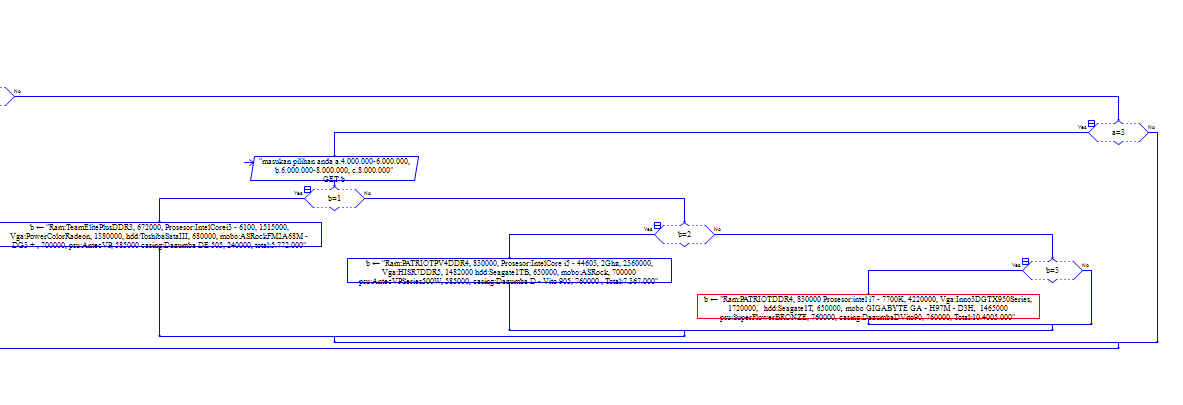 No
Yes
a=3
No
"masukan pilihan anda a.4.000.000-6.000.000,
b.6.000.000-8.000.000, c.8.000.000"
GET b
Yes
b=1
No
b ← "Ram:TeamElitePlusDDR3, 672000, Prosesor:IntelCorei3 - 6100, 1515000,
Vga:PowerColorRadeon, 1380000, hdd:ToshibaSataIII, 680000, mobo:ASRockFM2A68M -
DG3 + , 700000, psu:AntecVP, 585000 casing:Dazumba DE 505, 240000, total:5.772.000"
Yes
b=2
No
b ← "Ram:PATRIOTPV4DDR4, 830000, Prosesor:IntelCore i5 - 44603, 2Ghz, 2360000,
Vga:HISR7DDR5, 1482000 hdd:Seagate1TB, 650000, mobo:ASRock, 700000
psu:AntecVPSeries500W, 585000, casing:Dazumba D - Vito 905, 760000 , Total:7.367.000"
Yes
b=3
No
b ← "Ram:PATRIOTDDR4, 830000 Prosesor:intel i7 - 7700K, 4220000, Vga:Inno3DGTX950Series,
1720000, hdd:Seagate1T, 650000, mobo GIGABYTE GA - H97M - D3H, 1465000
psu:SuperFlowerBRONZE, 760000, casing:DazumbaDVito90, 760000, Total:10.4005.000"